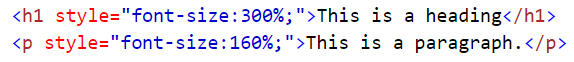 <h1 style="font-size:300%;">This is a heading</h1>
<p style="font-size:160%;">This is a paragraph.</p>